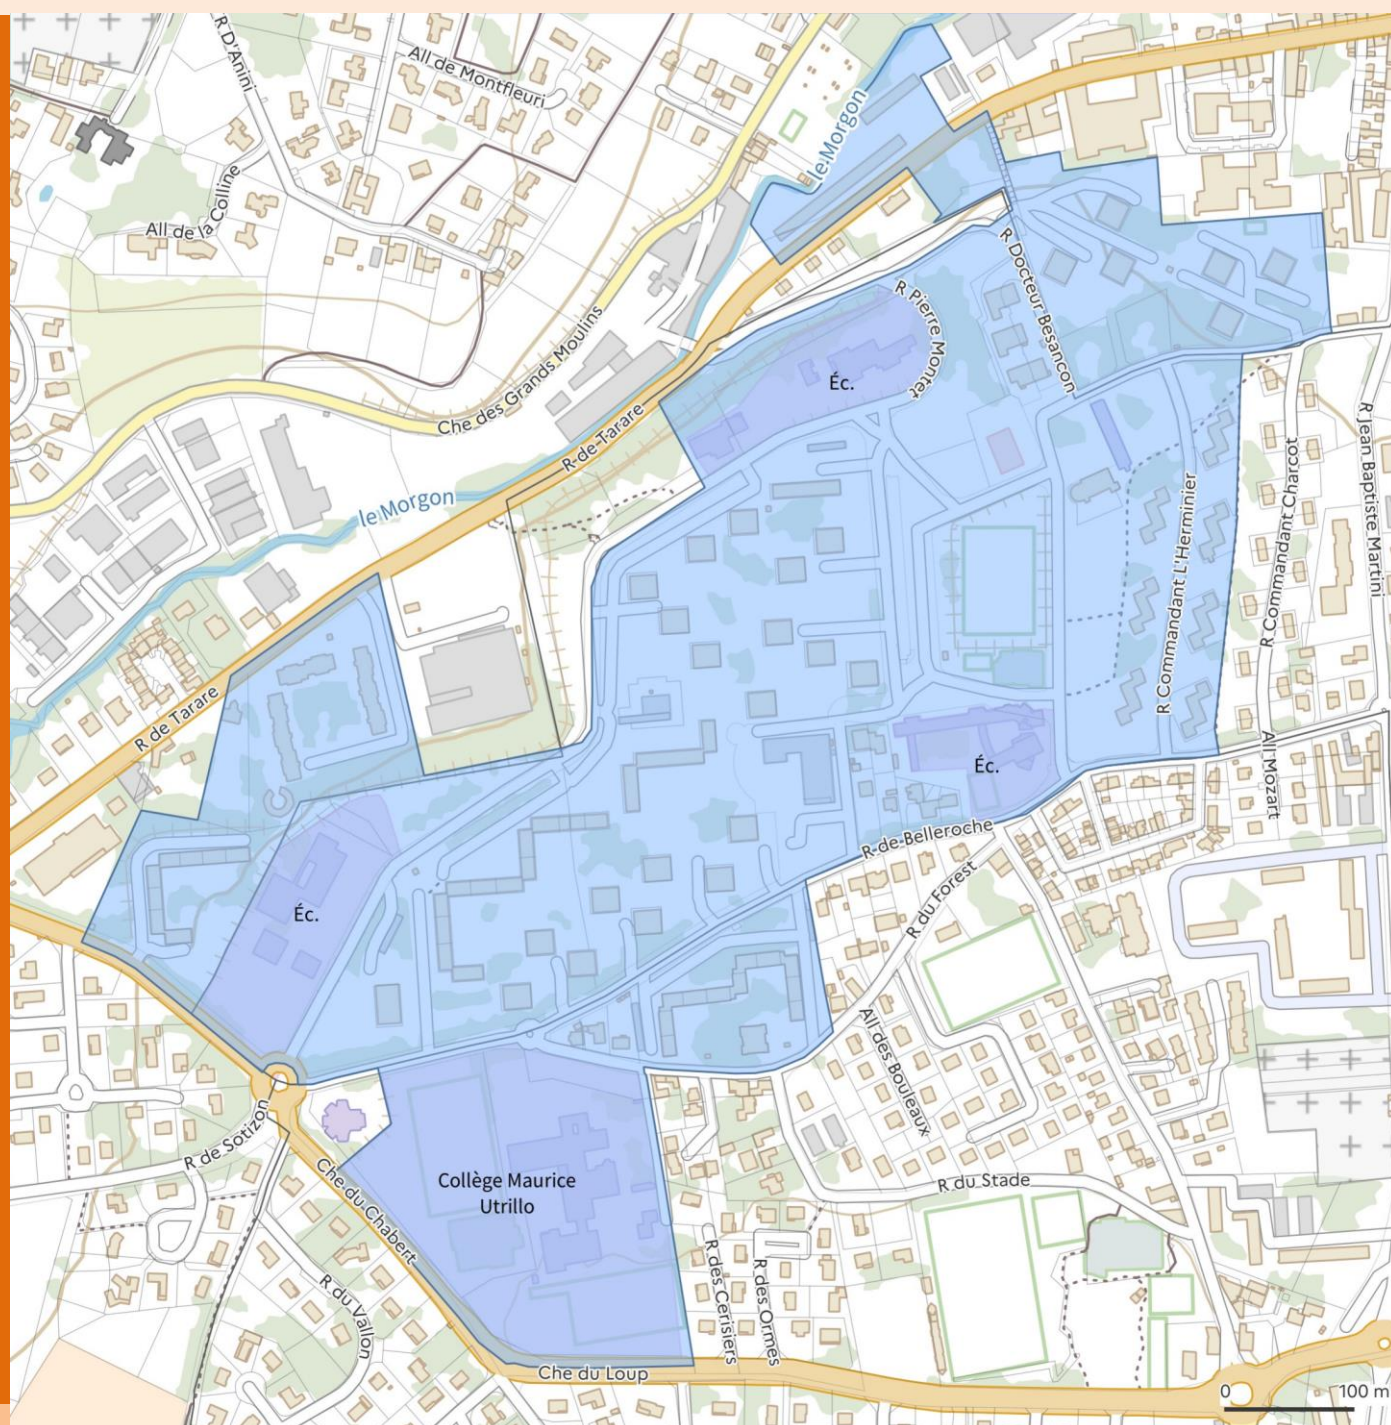 R D'Anini
All de Montfleuri
le Morgon
All de la Colline
R Docteur Besancon
R Pierre Montet
Che des Grands Moulins
Éc.
R de Tarare
R Jean Baptiste Martini
R Commandant Charcot
le Morgon
R Commandant L'Herminier
R de Tarare
All Mozart
Éc.
R de Belleroche
R du Forest
Éc.
All des Bouleaux
R de Sotizon
Collège Maurice
Utrillo
R du Stade
Che du Chabert
R des Cerisiers
R des Ormes
R du Vallon
Che du Loup
0 100 m